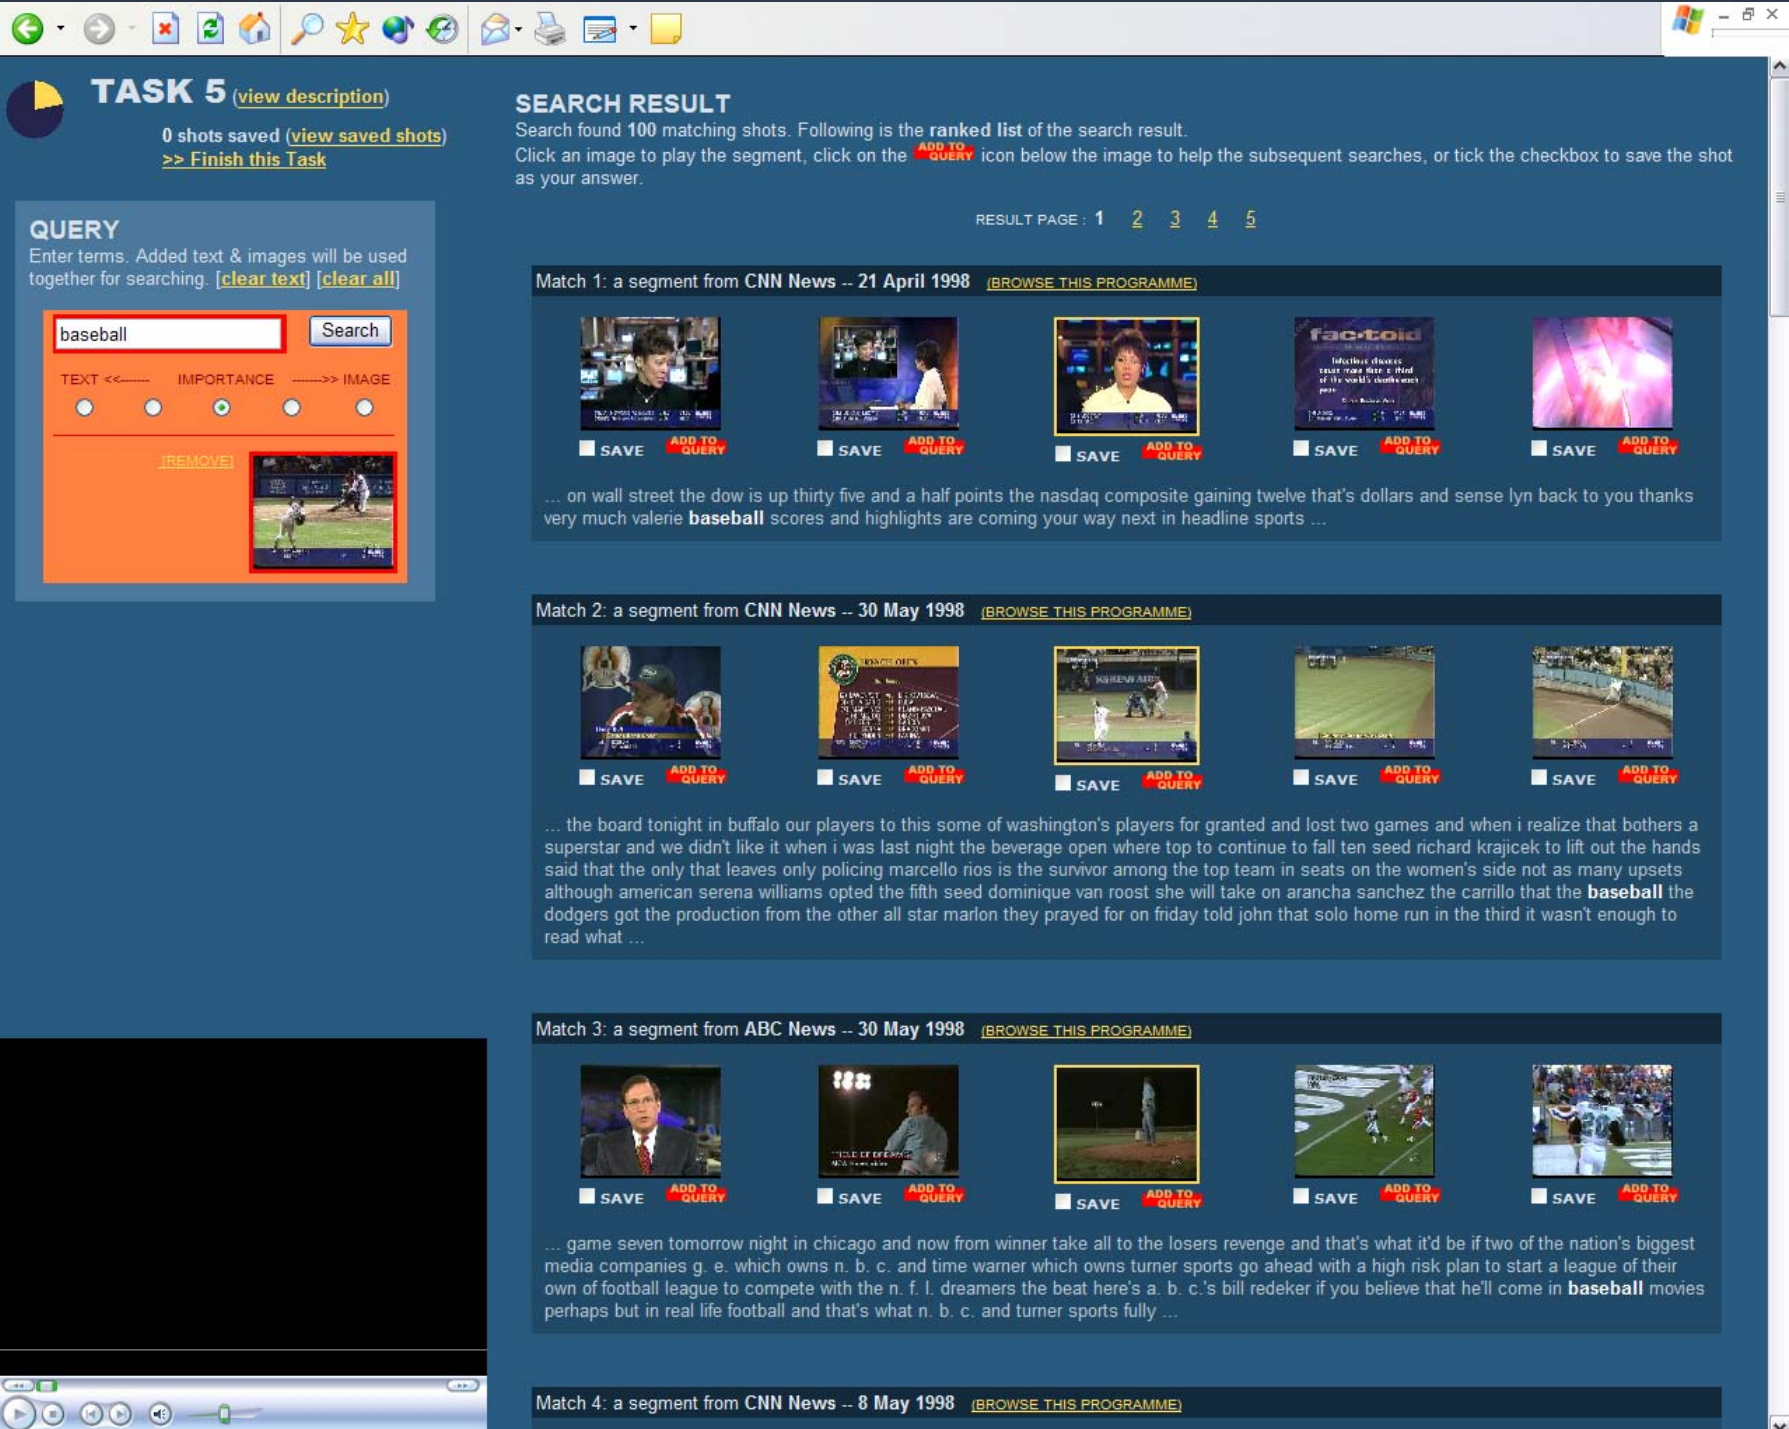 TASK 5 (view description)
0 shots saved (view saved shots)
>> Finish this Task
QUERY
Enter terms. Added text & images will be used
together for searching. [clear text] [clear all]
baseball
Search
TEXT <<------- IMPORTANCE ------->> IMAGE
[REMOVE]
SEARCH RESULT
Search found 100 matching shots. Following is the ranked list of the search result.
Click an image to play the segment, click on the ADD TO QUERY icon below the image to help the subsequent searches, or tick the checkbox to save the shot
as your answer.
RESULT PAGE : 1 2 3 4 5
Match 1: a segment from CNN News -- 21 April 1998 (BROWSE THIS PROGRAMME)
fac•toid
Infectious diseases
cause more than a third
of the world's deaths each
year.
SAVE ADD TO QUERY SAVE ADD TO QUERY SAVE ADD TO QUERY SAVE ADD TO QUERY SAVE ADD TO QUERY
... on wall street the dow is up thirty five and a half points the nasdaq composite gaining twelve that's dollars and sense lyn back to you thanks
very much valerie baseball scores and highlights are coming your way next in headline sports ...
Match 2: a segment from CNN News -- 30 May 1998 (BROWSE THIS PROGRAMME)
FRENCH OPEN
KOREAN AIR
SAVE ADD TO QUERY SAVE ADD TO QUERY SAVE ADD TO QUERY SAVE ADD TO QUERY SAVE ADD TO QUERY
... the board tonight in buffalo our players to this some of washington's players for granted and lost two games and when i realize that bothers a
superstar and we didn't like it when i was last night the beverage open where top to continue to fall ten seed richard krajicek to lift out the hands
said that the only that leaves only policing marcello rios is the survivor among the top team in seats on the women's side not as many upsets
although american serena williams opted the fifth seed dominique van roost she will take on arancha sanchez the carrillo that the baseball the
dodgers got the production from the other all star marlon they prayed for on friday told john that solo home run in the third it wasn't enough to
read what ...
Match 3: a segment from ABC News -- 30 May 1998 (BROWSE THIS PROGRAMME)
"FIELD OF DREAMS"
SAVE ADD TO QUERY SAVE ADD TO QUERY SAVE ADD TO QUERY SAVE ADD TO QUERY SAVE ADD TO QUERY
... game seven tomorrow night in chicago and now from winner take all to the losers revenge and that's what it'd be if two of the nation's biggest
media companies g. e. which owns n. b. c. and time warner which owns turner sports go ahead with a high risk plan to start a league of their
own of football league to compete with the n. f. l. dreamers the beat here's a. b. c.'s bill redeker if you believe that he'll come in baseball movies
perhaps but in real life football and that's what n. b. c. and turner sports fully ...
Match 4: a segment from CNN News -- 8 May 1998 (BROWSE THIS PROGRAMME)